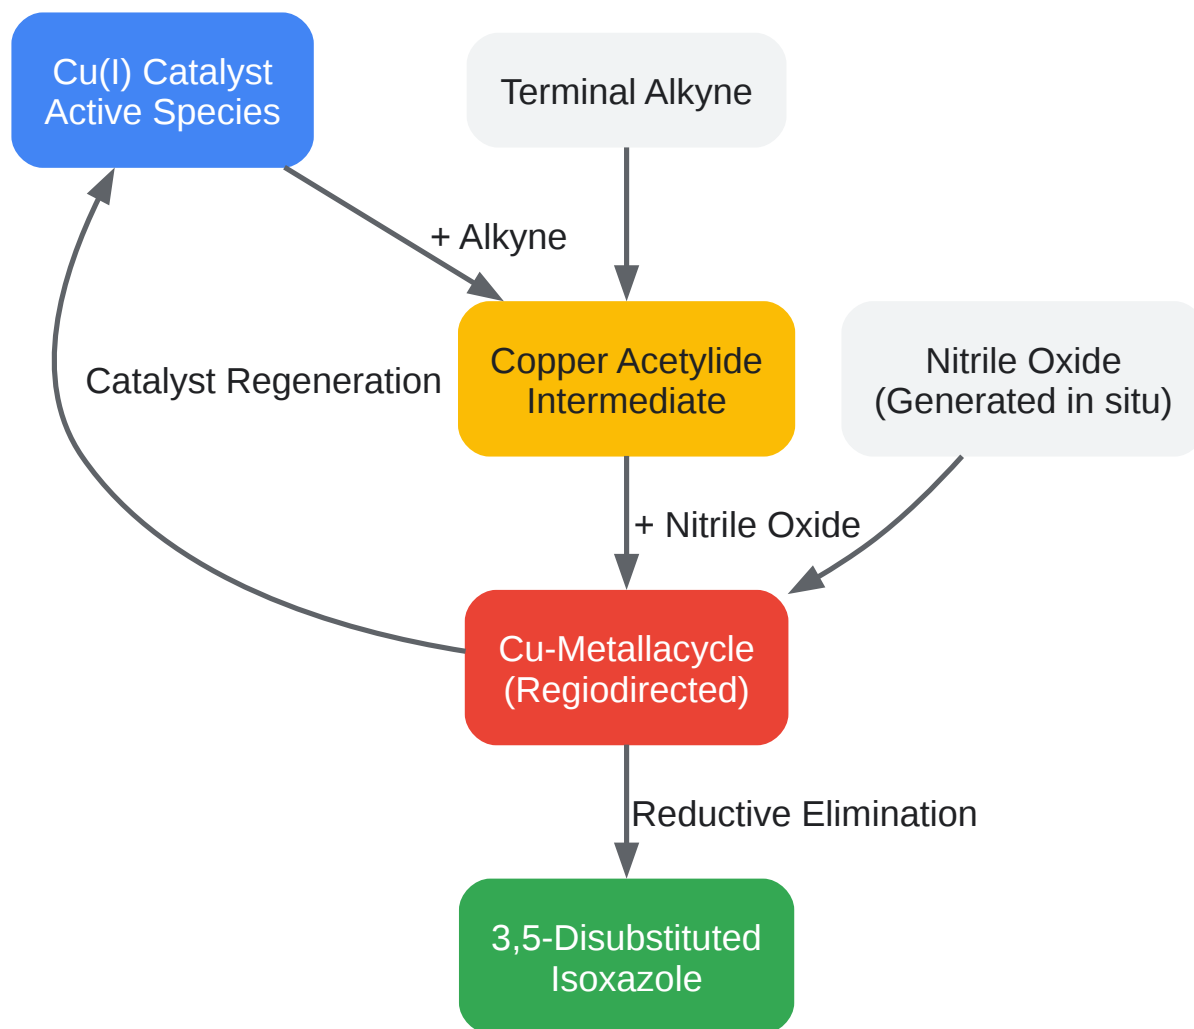 Cu(I) Catalyst
Active Species
Terminal Alkyne
+ Alkyne
Copper Acetylide
Intermediate
Nitrile Oxide
(Generated in situ)
Catalyst Regeneration
+ Nitrile Oxide
Cu-Metallacycle
(Regiodirected)
Reductive Elimination
3,5-Disubstituted
Isoxazole